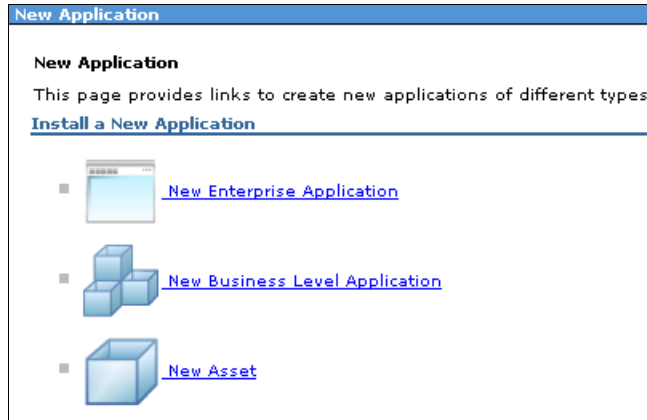 New Application
New Application
This page provides links to create new applications of different types
Install a New Application
New Enterprise Application
New Business Level Application
New Asset